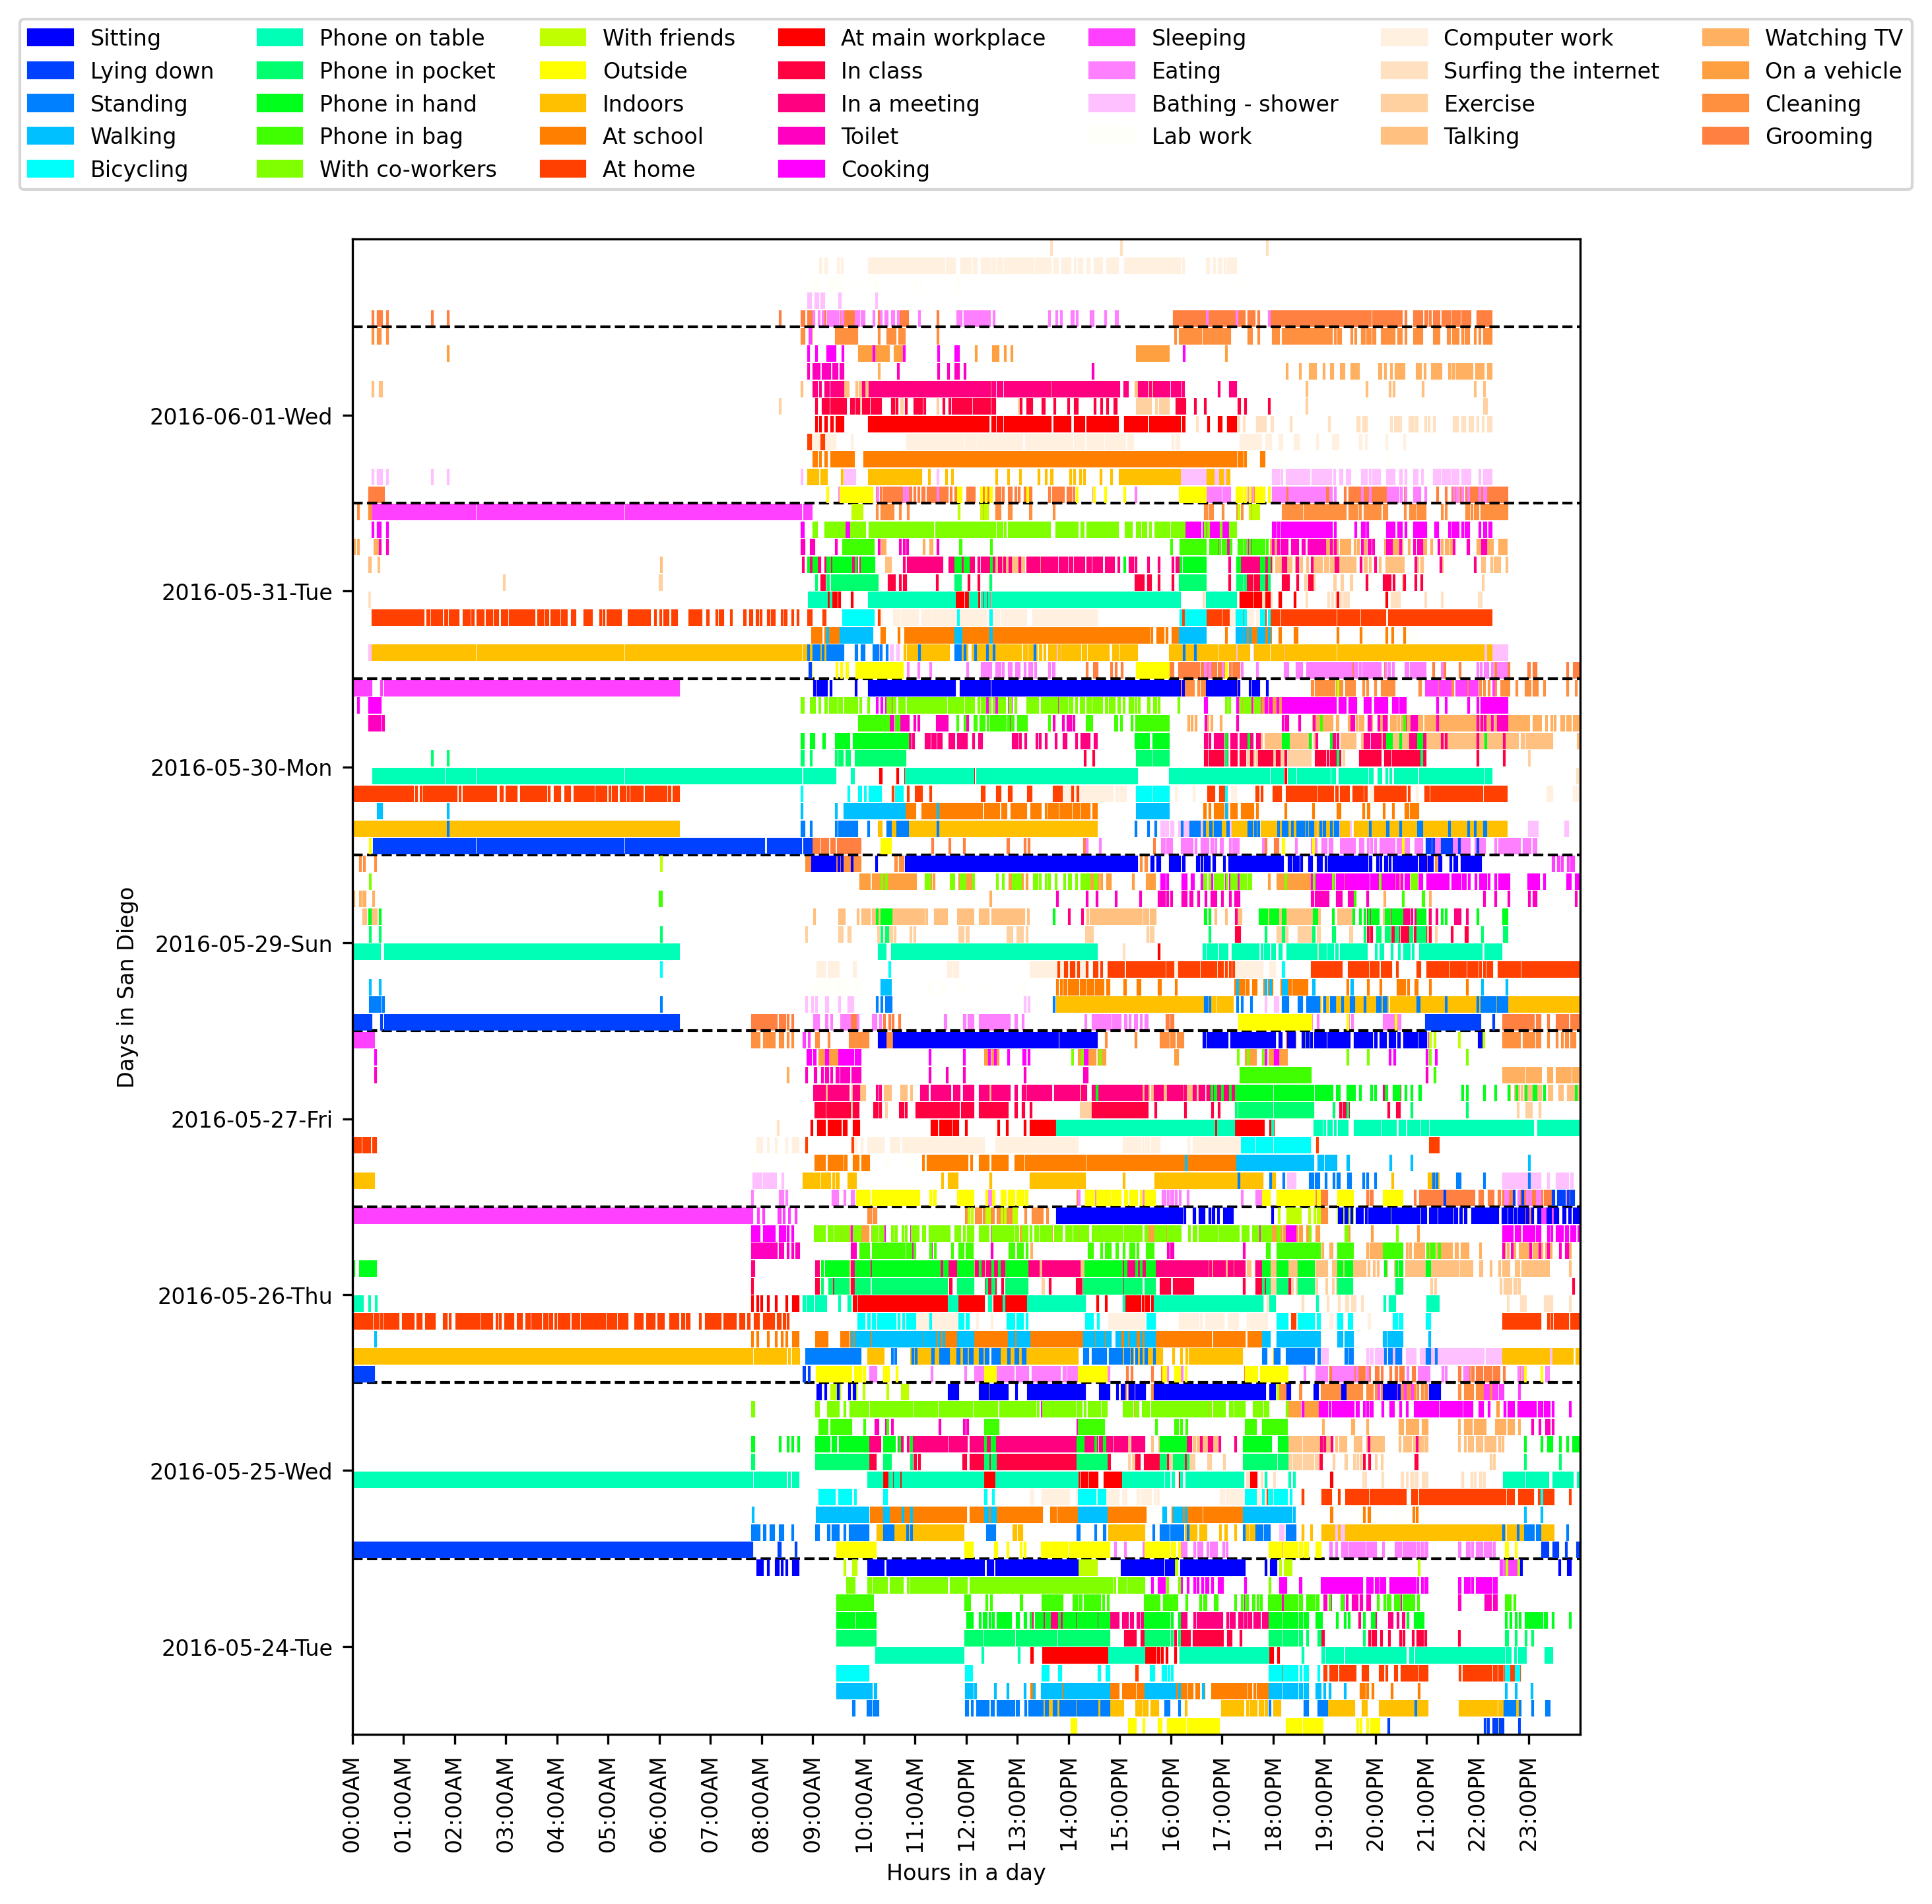 Sitting
Lying down
Standing
Walking
Bicycling
Phone on table
Phone in pocket
Phone in hand
Phone in bag
With co-workers
With friends
Outside
Indoors
At school
At home
At main workplace
In class
In a meeting
Toilet
Cooking
Sleeping
Eating
Bathing - shower
Lab work
Computer work
Surfing the internet
Exercise
Talking
Watching TV
On a vehicle
Cleaning
Grooming
Days in San Diego
2016-06-01-Wed
2016-05-31-Tue
2016-05-30-Mon
2016-05-29-Sun
2016-05-27-Fri
2016-05-26-Thu
2016-05-25-Wed
2016-05-24-Tue
00:00AM
01:00AM
02:00AM
03:00AM
04:00AM
05:00AM
06:00AM
07:00AM
08:00AM
09:00AM
10:00AM
11:00AM
12:00PM
13:00PM
14:00PM
15:00PM
16:00PM
17:00PM
18:00PM
19:00PM
20:00PM
21:00PM
22:00PM
23:00PM
Hours in a day